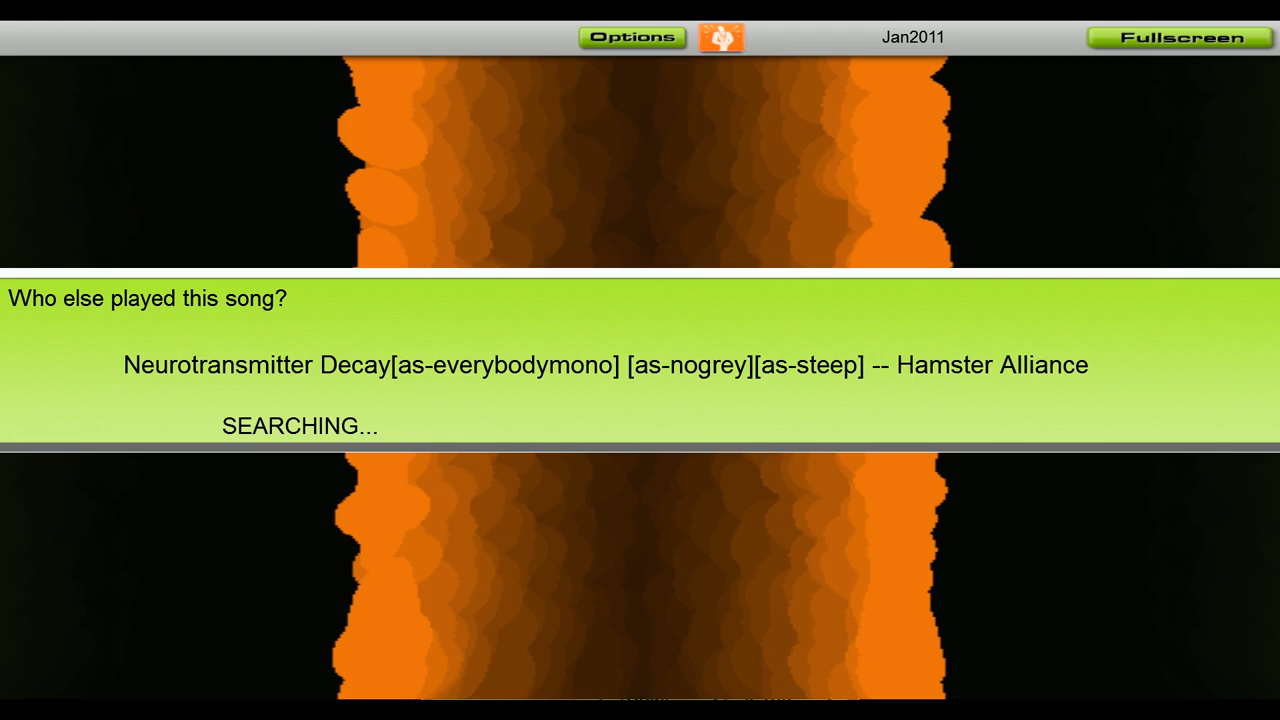 Options
Jan2011
Fullscreen
Who else played this song?
Neurotransmitter Decay[as-everybodymono] [as-nogrey][as-steep] -- Hamster Alliance
SEARCHING...